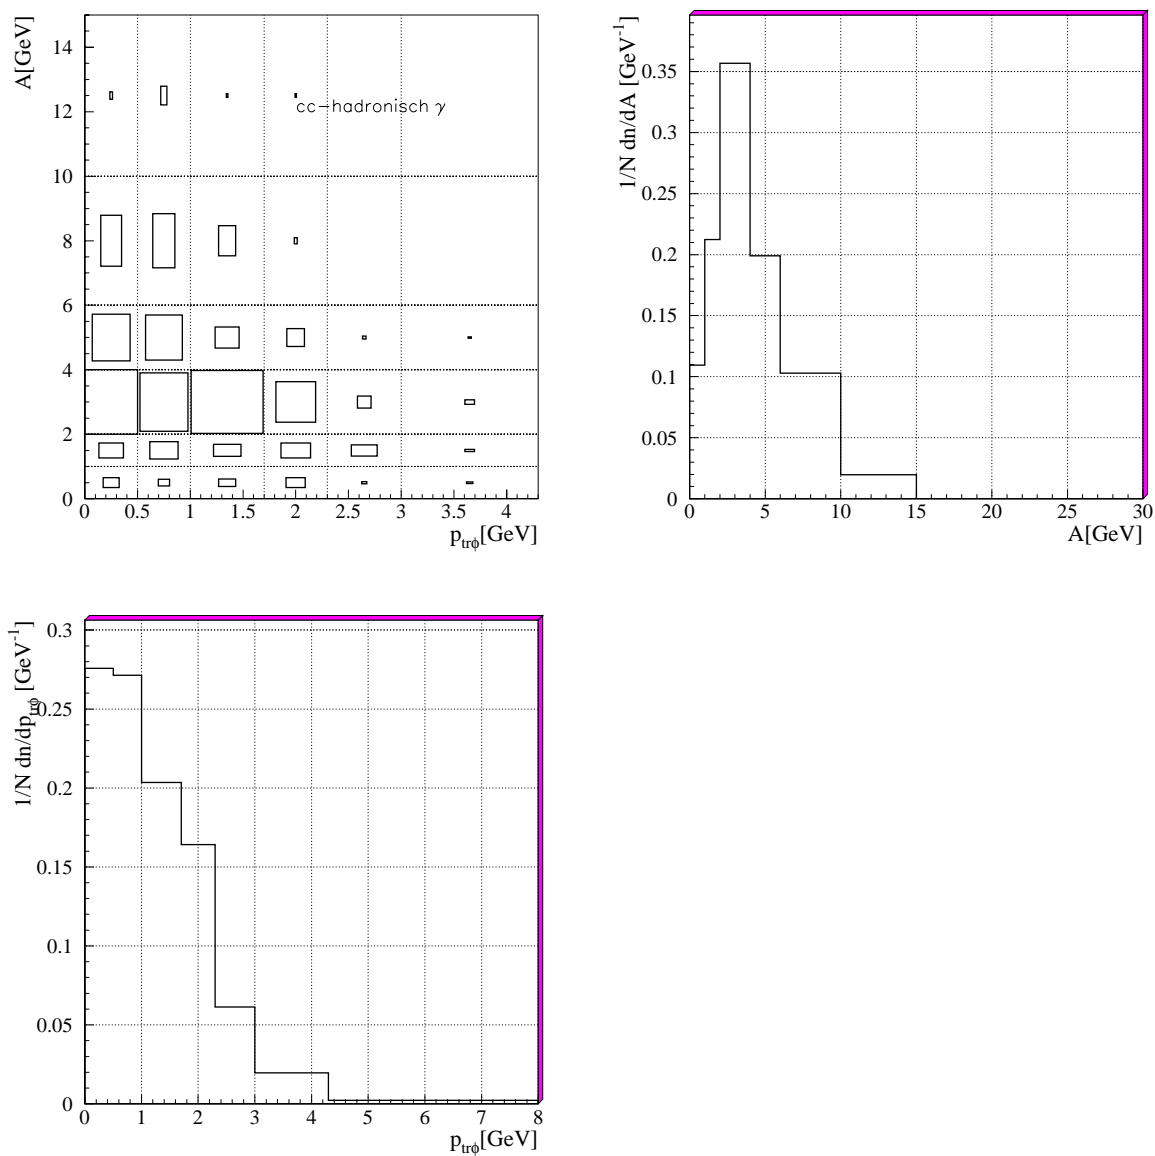 A[GeV]
14
12
10
8
6
4
2
0
cc-hadronisch γ
0 0.5 1 1.5 2 2.5 3 3.5 4
p_trϕ[GeV]
1/N dn/dA [GeV⁻¹]
0.35
0.3
0.25
0.2
0.15
0.1
0.05
0
0 5 10 15 20 25 30
A[GeV]
1/N dn/dp_trϕ [GeV⁻¹]
0.3
0.25
0.2
0.15
0.1
0.05
0
0 1 2 3 4 5 6 7 8
p_trϕ[GeV]